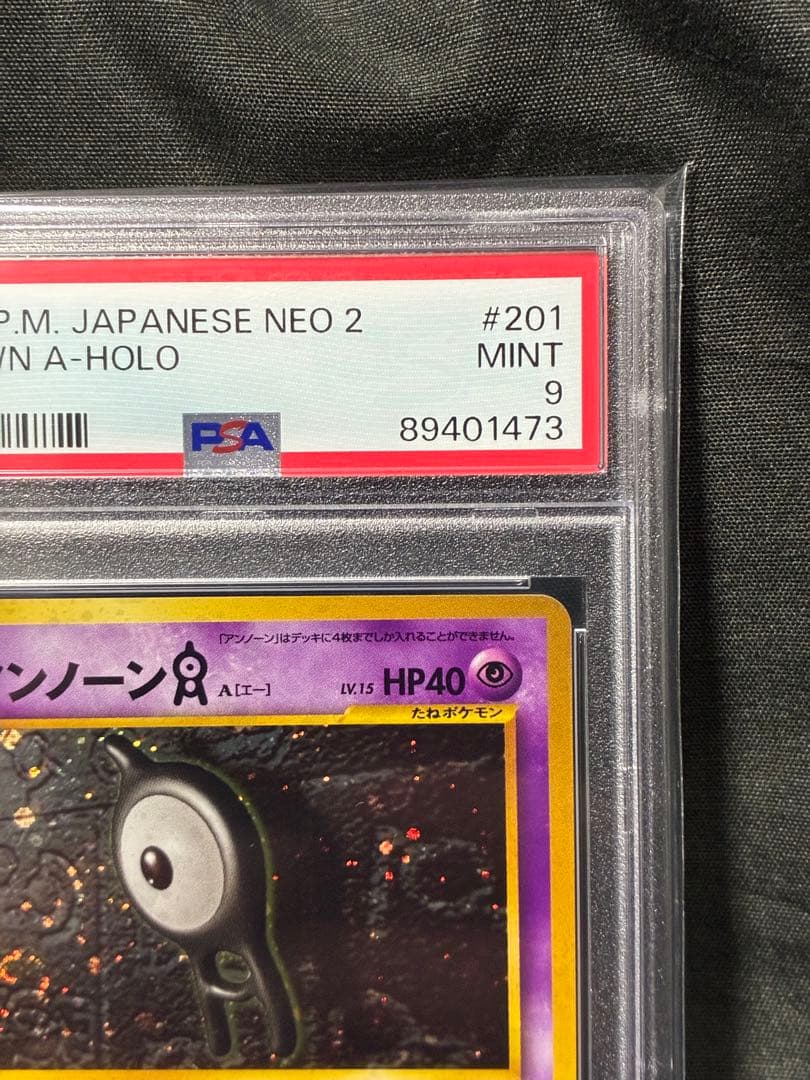 P.M. JAPANESE NEO 2 #201
WN A-HOLO MINT
9
PSA 89401473
「アンノーン」はデッキに4枚までしか入れることができません。
アンノーン A[エー] LV.15 HP40
たねポケモン